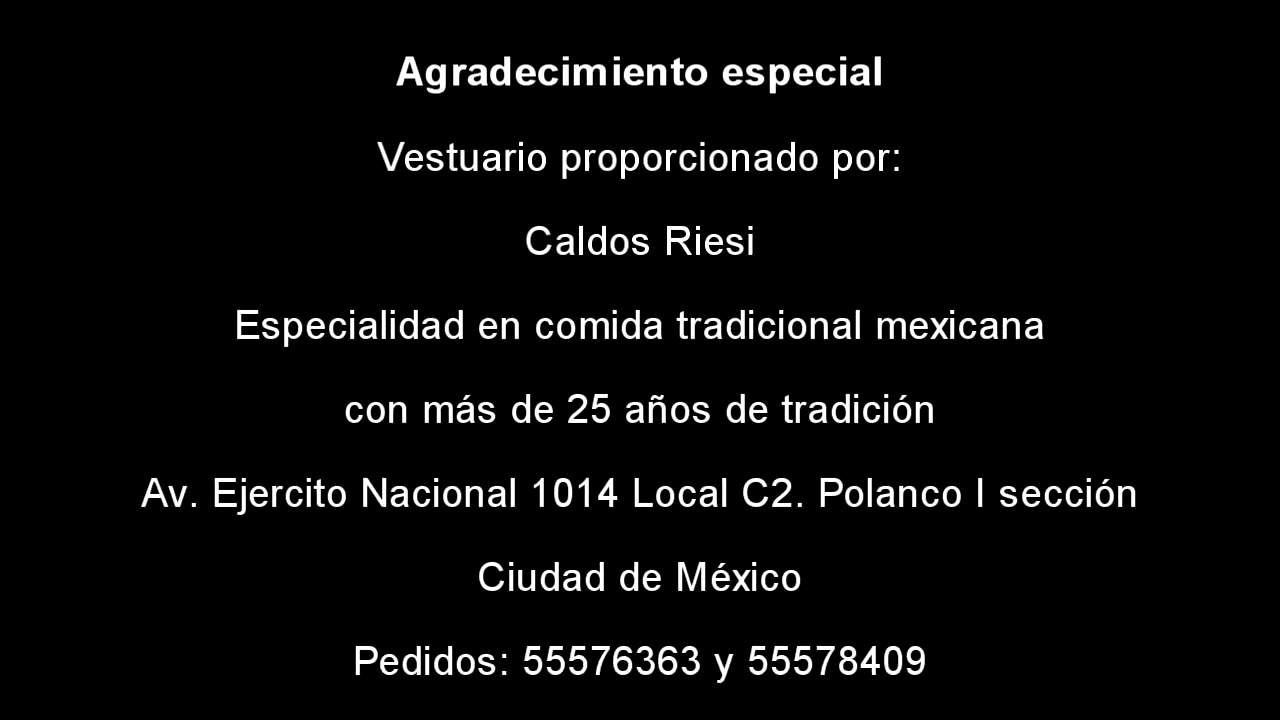 Agradecimiento especial
Vestuario proporcionado por:
Caldos Riesi
Especialidad en comida tradicional mexicana
con más de 25 años de tradición
Av. Ejercito Nacional 1014 Local C2. Polanco I sección
Ciudad de México
Pedidos: 55576363 y 55578409